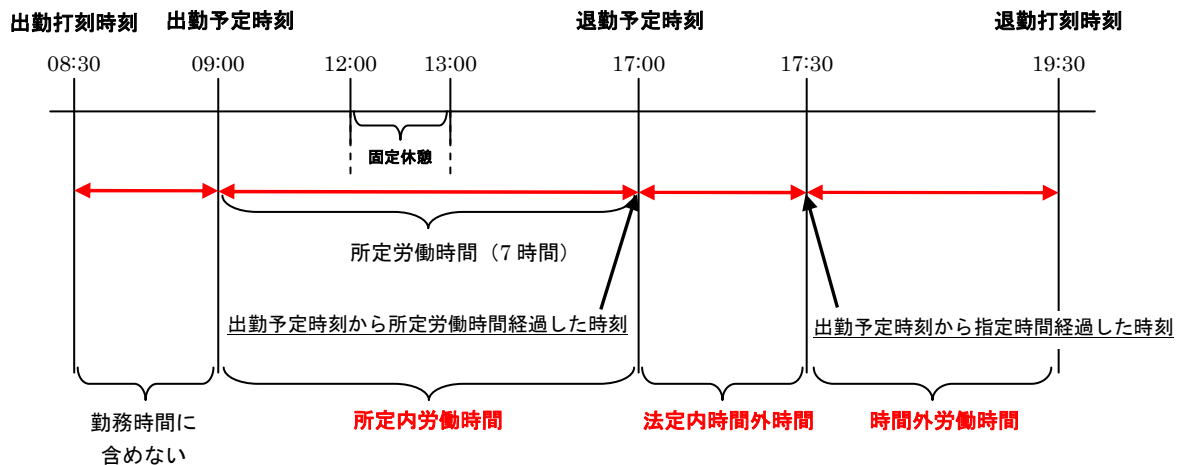 出勤打刻時刻 出勤予定時刻 退勤予定時刻 退勤打刻時刻
08:30 09:00 12:00 13:00 17:00 17:30 19:30
固定休憩
所定労働時間（7 時間）
出勤予定時刻から所定労働時間経過した時刻
出勤予定時刻から指定時間経過した時刻
勤務時間に
含めない
所定内労働時間
法定内時間外時間
時間外労働時間